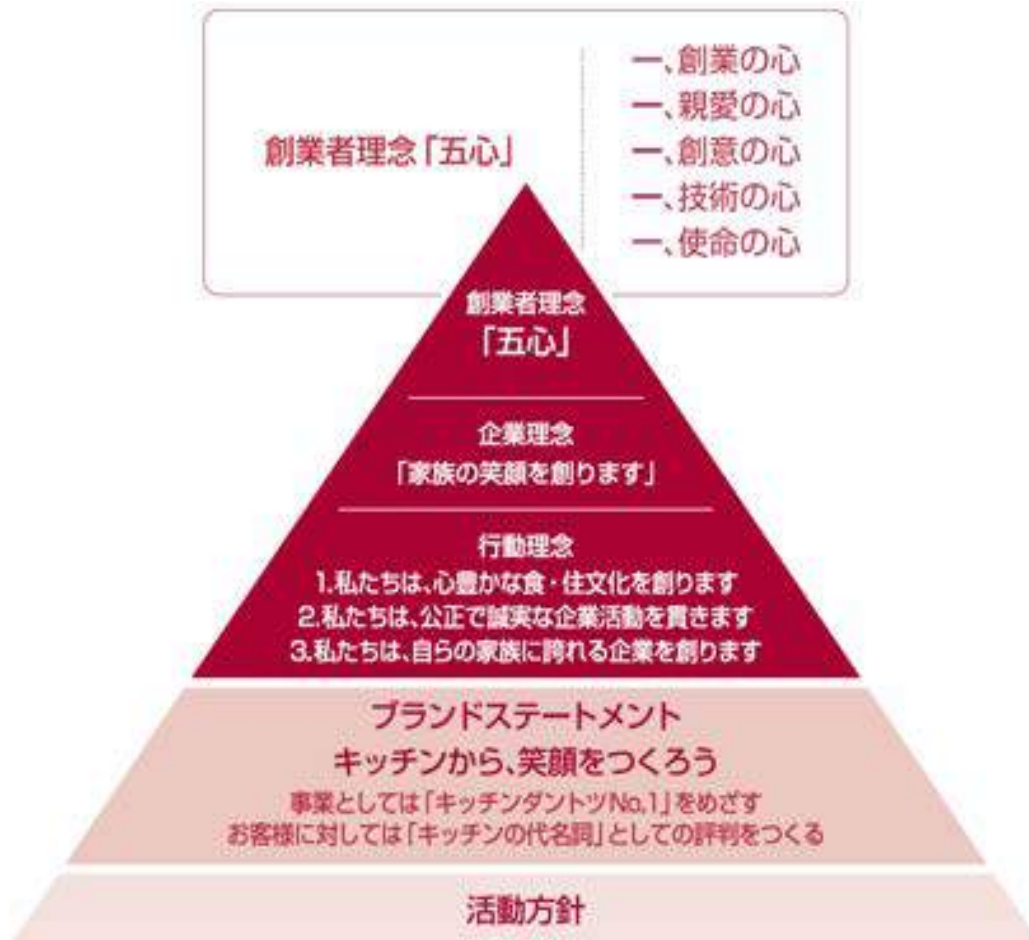 創業者理念「五心」
一、創業の心
一、親愛の心
一、創意の心
一、技術の心
一、使命の心
創業者理念
「五心」
企業理念
「家族の笑顔を創ります」
行動理念
1.私たちは、心豊かな食・住文化を創ります
2.私たちは、公正で誠実な企業活動を貫きます
3.私たちは、自らの家族に誇れる企業を創ります
ブランドステートメント
キッチンから、笑顔をつくろう
事業としては「キッチンダントツNo.1」をめざす
お客様に対しては「キッチンの代名詞」としての評判をつくる
活動方針